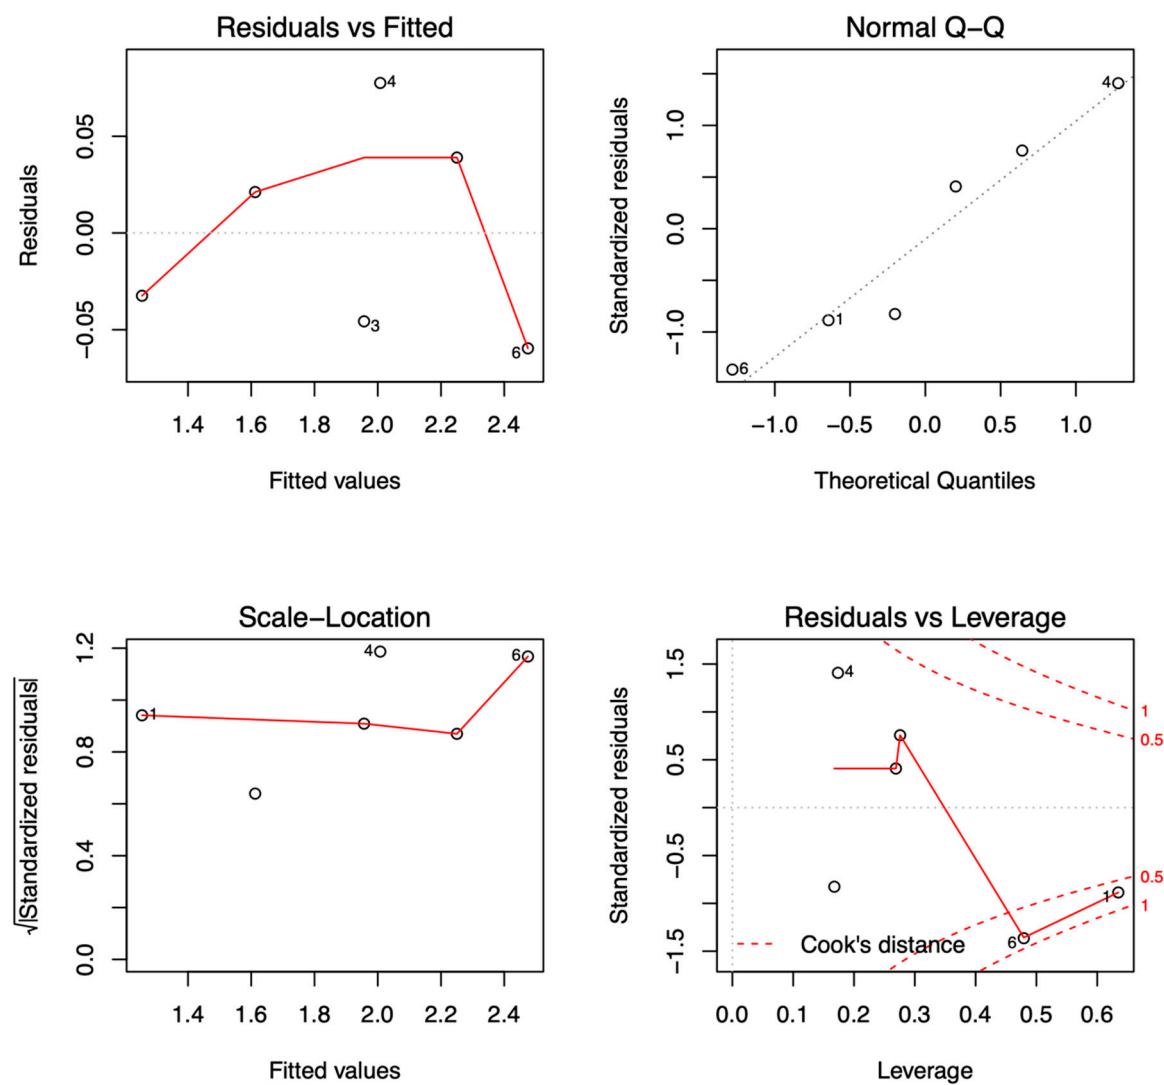 Residuals vs Fitted
Residuals
0.05
0.00
−0.05
4
3
6
1.4 1.6 1.8 2.0 2.2 2.4
Fitted values
Normal Q−Q
Standardized residuals
1.0
0.0
−1.0
4
1
6
−1.0 −0.5 0.0 0.5 1.0
Theoretical Quantiles
Scale−Location
√|Standardized residuals|
1.2
0.8
0.4
0.0
4
6
1
1.4 1.6 1.8 2.0 2.2 2.4
Fitted values
Residuals vs Leverage
Standardized residuals
1.5
0.5
−0.5
−1.5
4
1
0.5
0.5
1
1
6
Cook's distance
0.0 0.1 0.2 0.3 0.4 0.5 0.6
Leverage